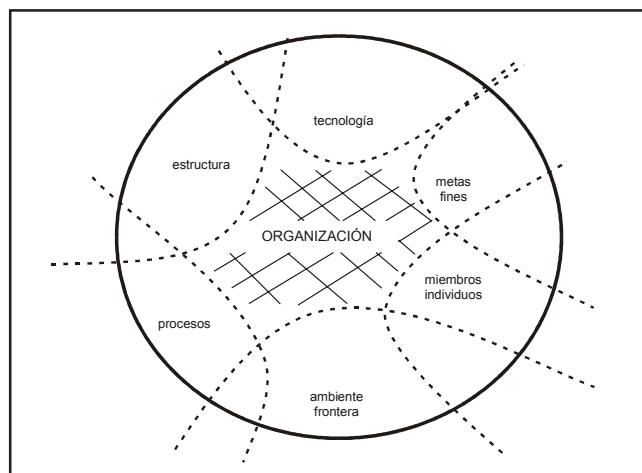 tecnología
estructura
metas
fines
ORGANIZACIÓN
miembros
individuos
procesos
ambiente
frontera